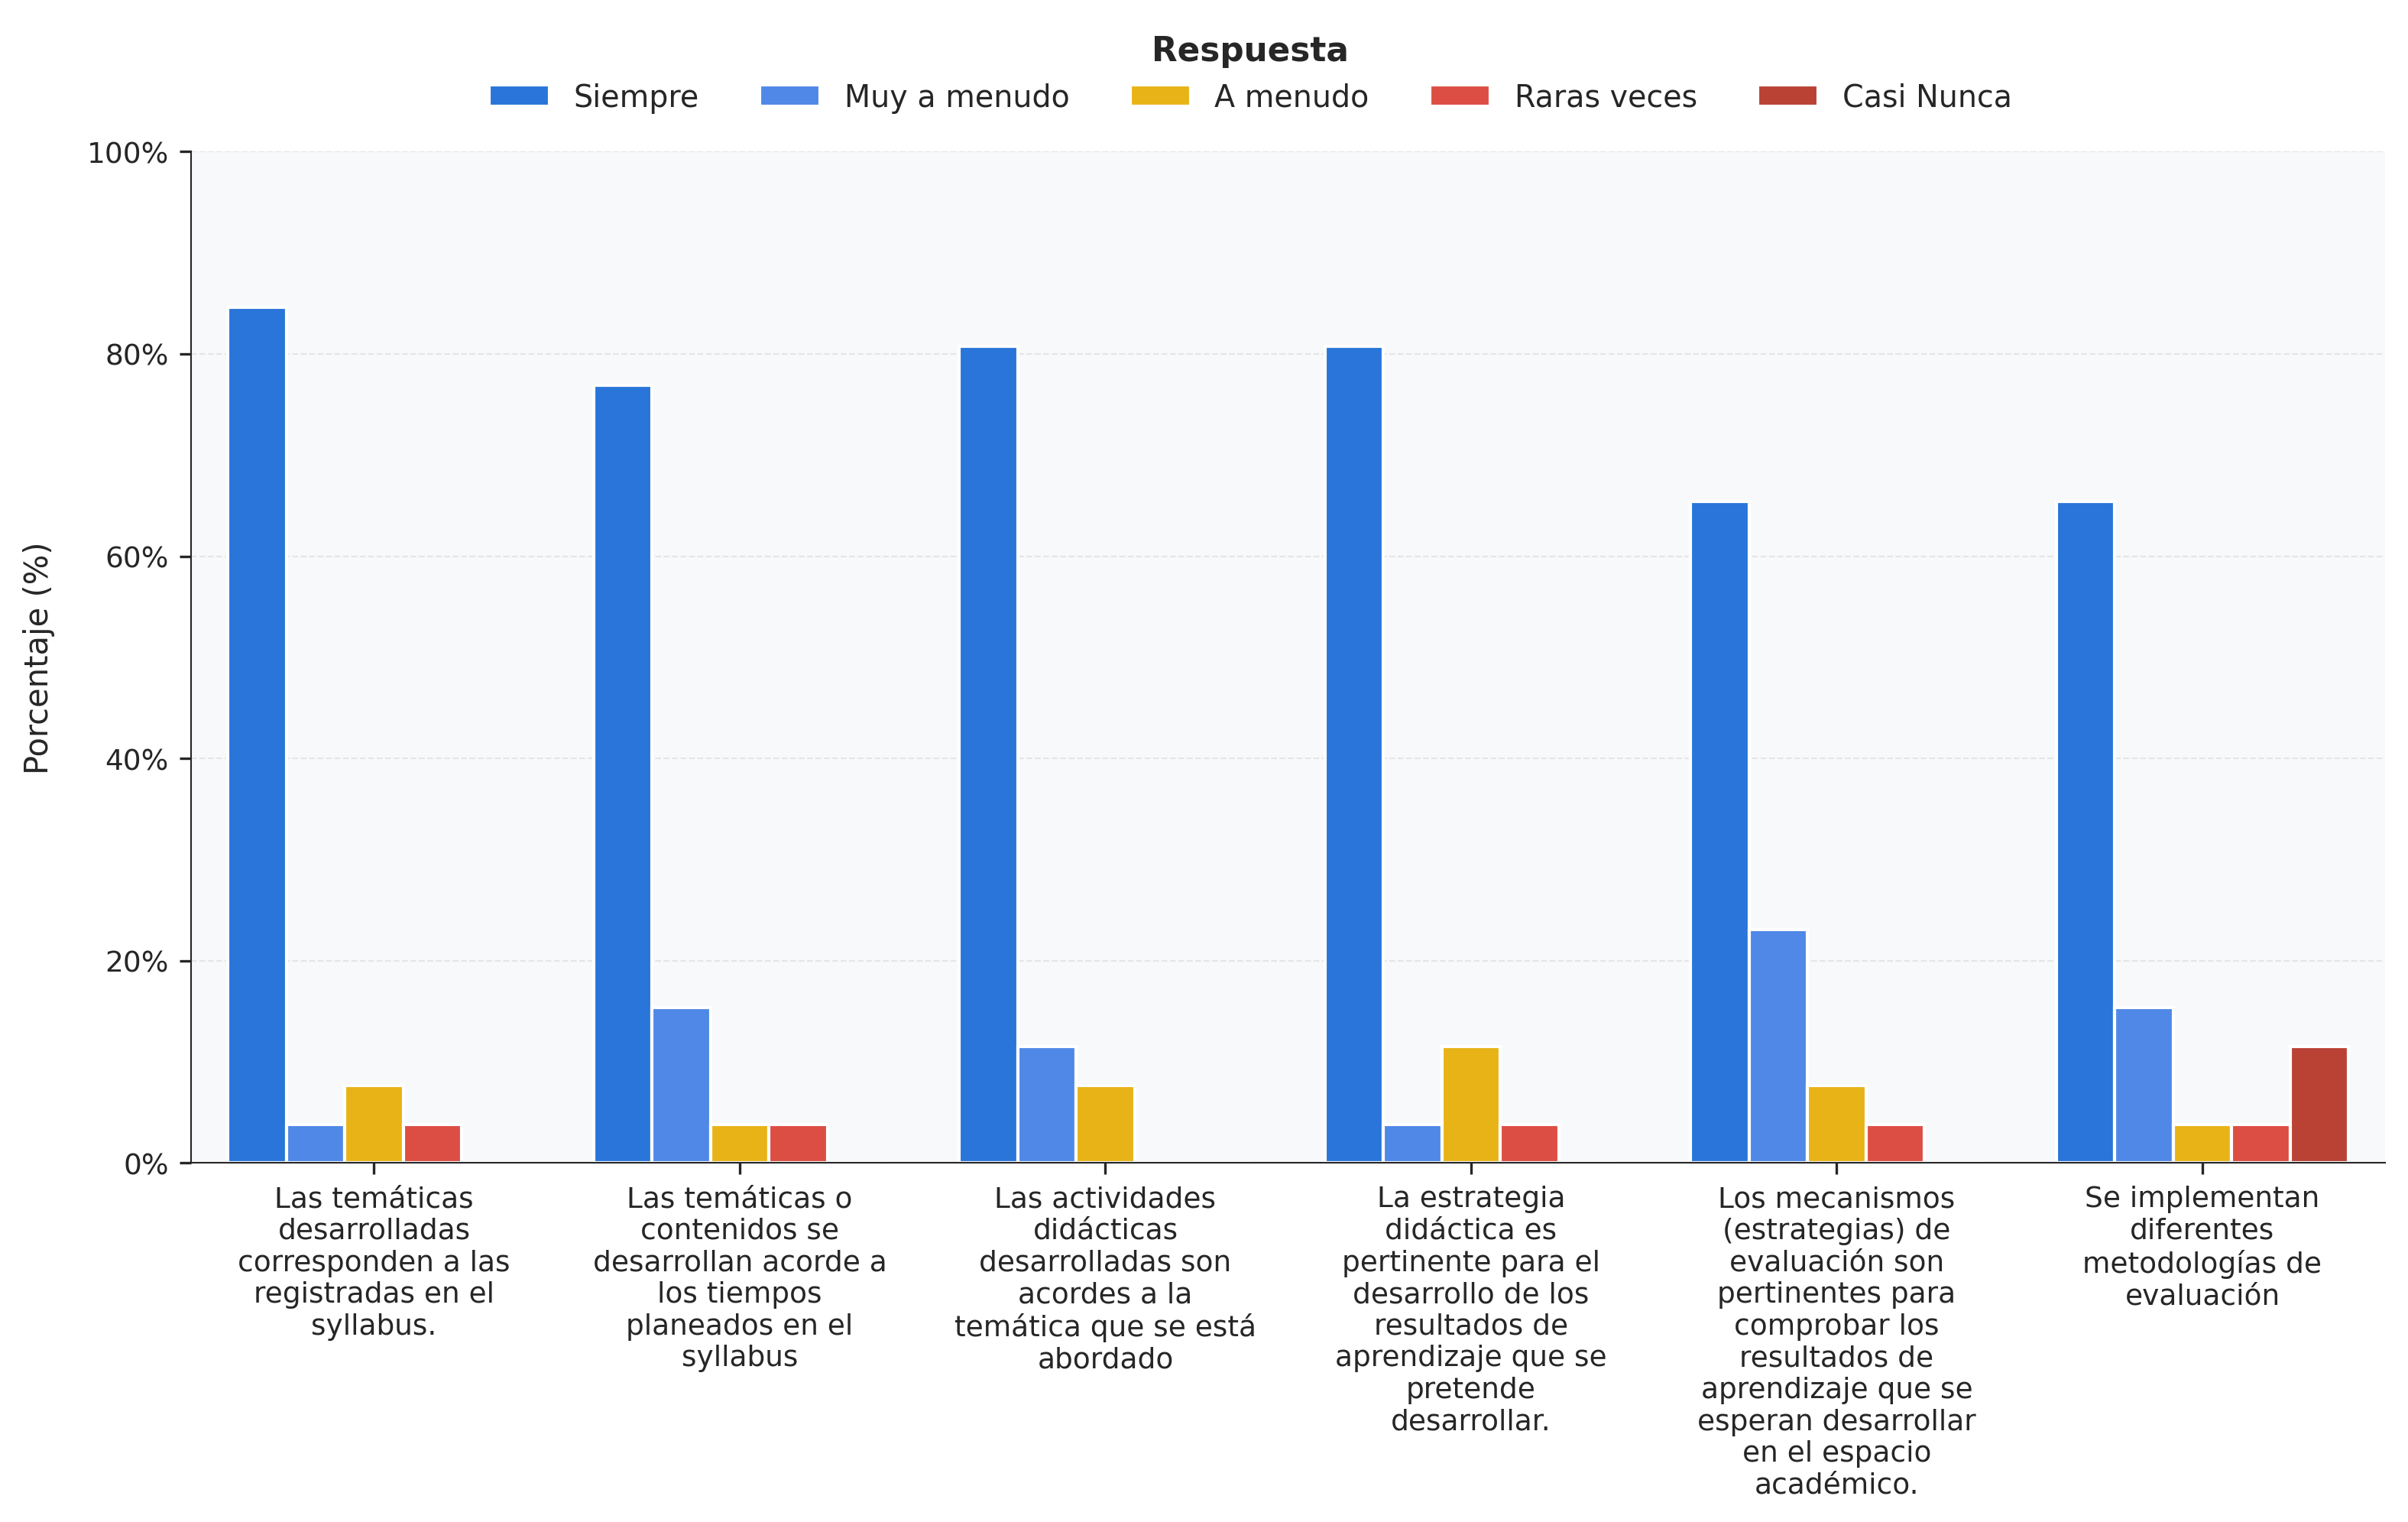 Respuesta
Siempre
Muy a menudo
A menudo
Raras veces
Casi Nunca
Porcentaje (%)
100%
80%
60%
40%
20%
0%
Las temáticas
desarrolladas
corresponden a las
registradas en el
syllabus.
Las temáticas o
contenidos se
desarrollan acorde a
los tiempos
planeados en el
syllabus
Las actividades
didácticas
desarrolladas son
acordes a la
temática que se está
abordado
La estrategia
didáctica es
pertinente para el
desarrollo de los
resultados de
aprendizaje que se
pretende
desarrollar.
Los mecanismos
(estrategias) de
evaluación son
pertinentes para
comprobar los
resultados de
aprendizaje que se
esperan desarrollar
en el espacio
académico.
Se implementan
diferentes
metodologías de
evaluación